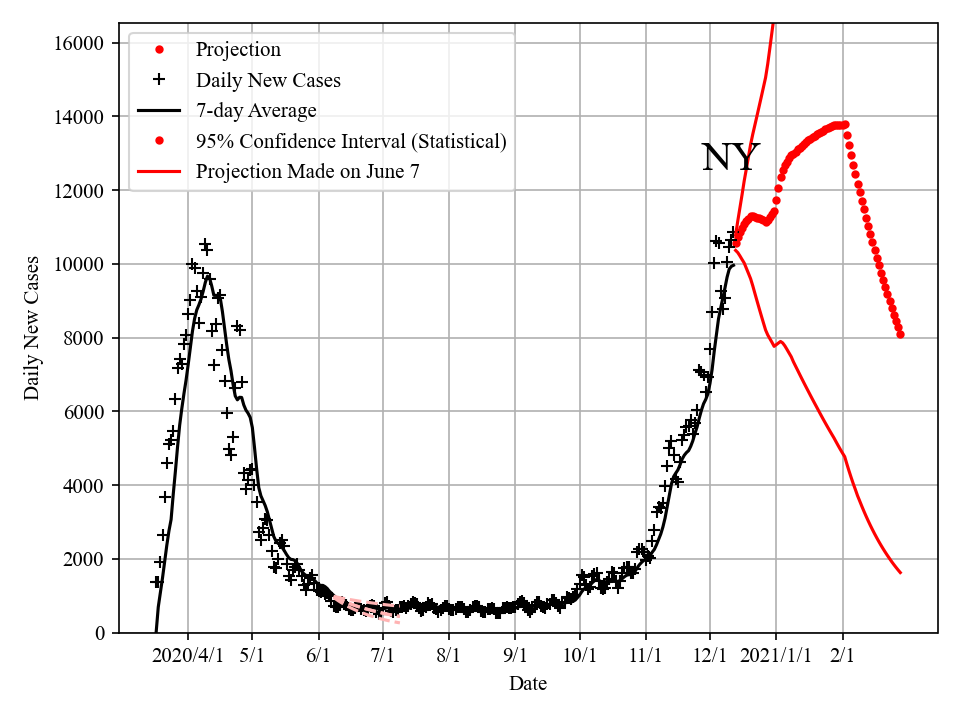 16000
14000
12000
10000
8000
6000
4000
2000
0
Daily New Cases
Projection
Daily New Cases
7-day Average
95% Confidence Interval (Statistical)
Projection Made on June 7
NY
2020/4/1 5/1 6/1 7/1 8/1 9/1 10/1 11/1 12/1 2021/1/1 2/1
Date